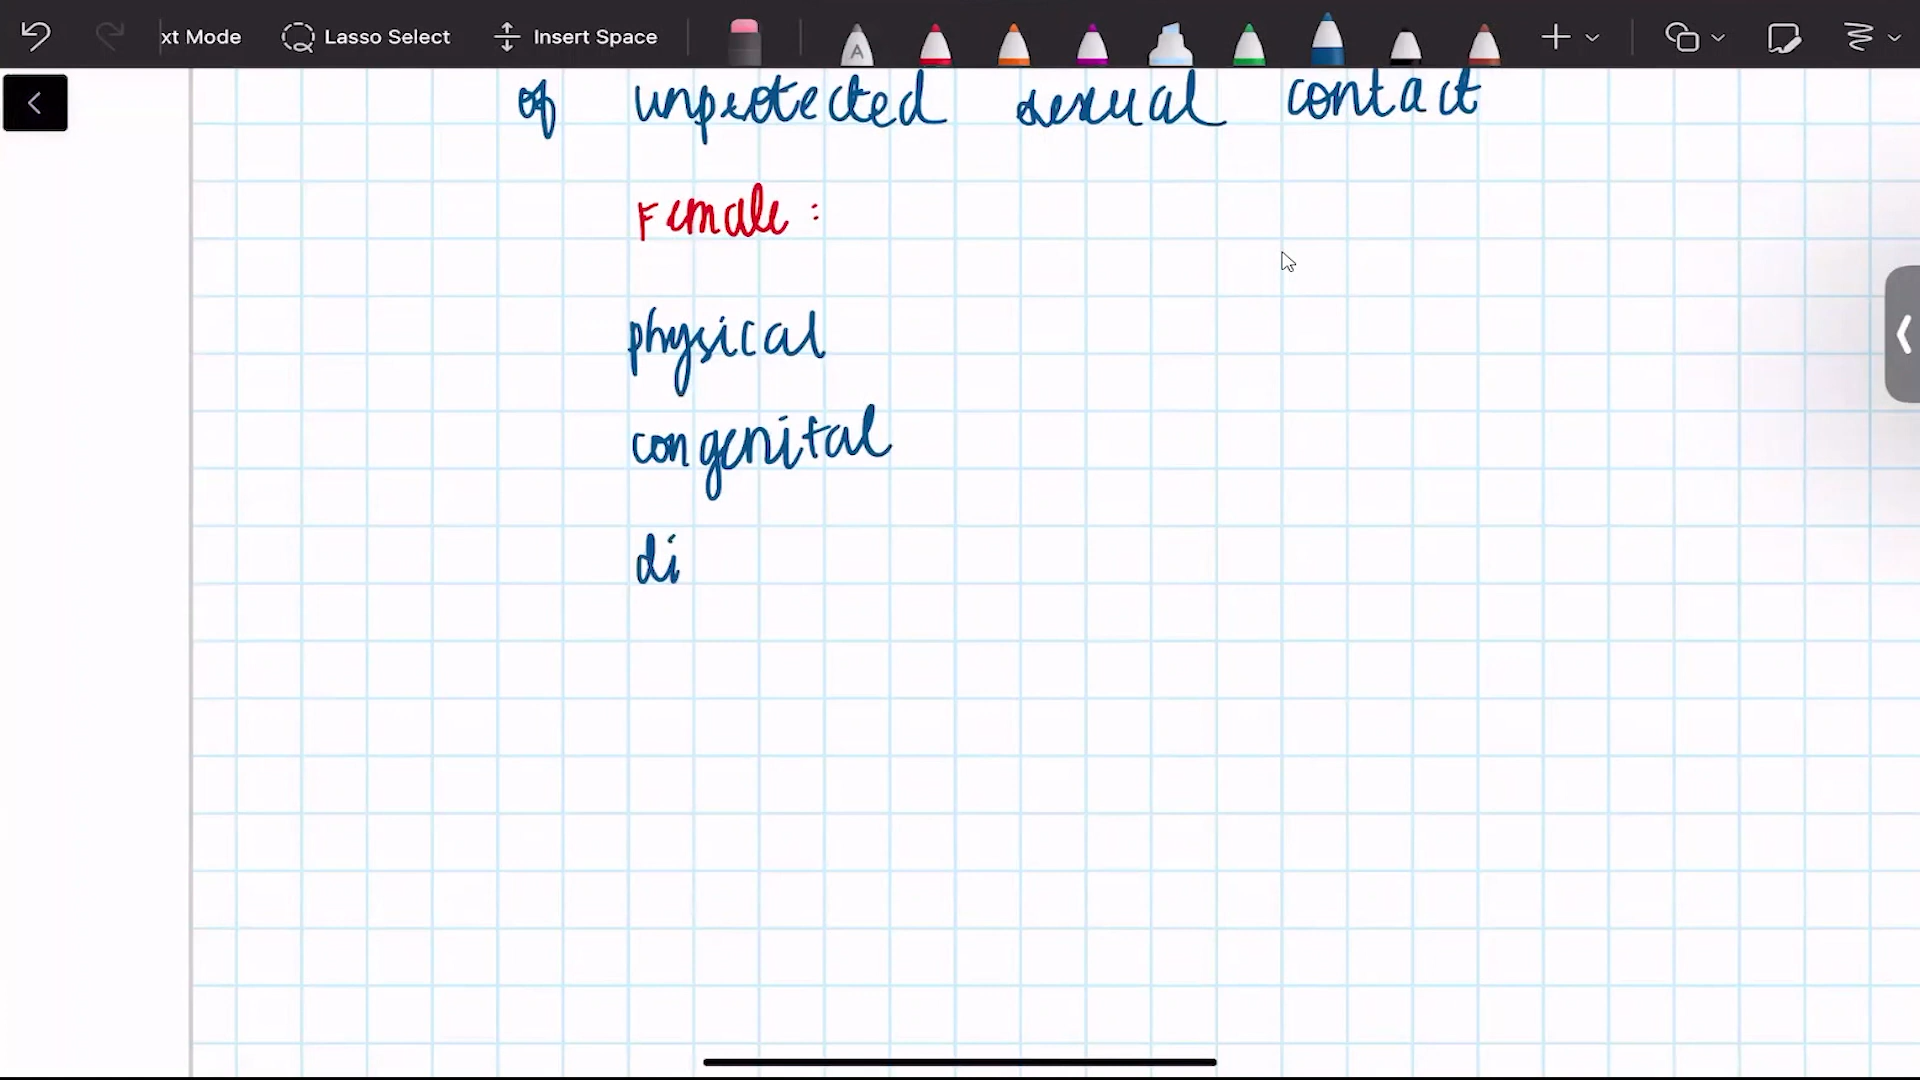 xt Mode Lasso Select Insert Space
A
of unprotected sexual contact
Female :
physical
congenital
di